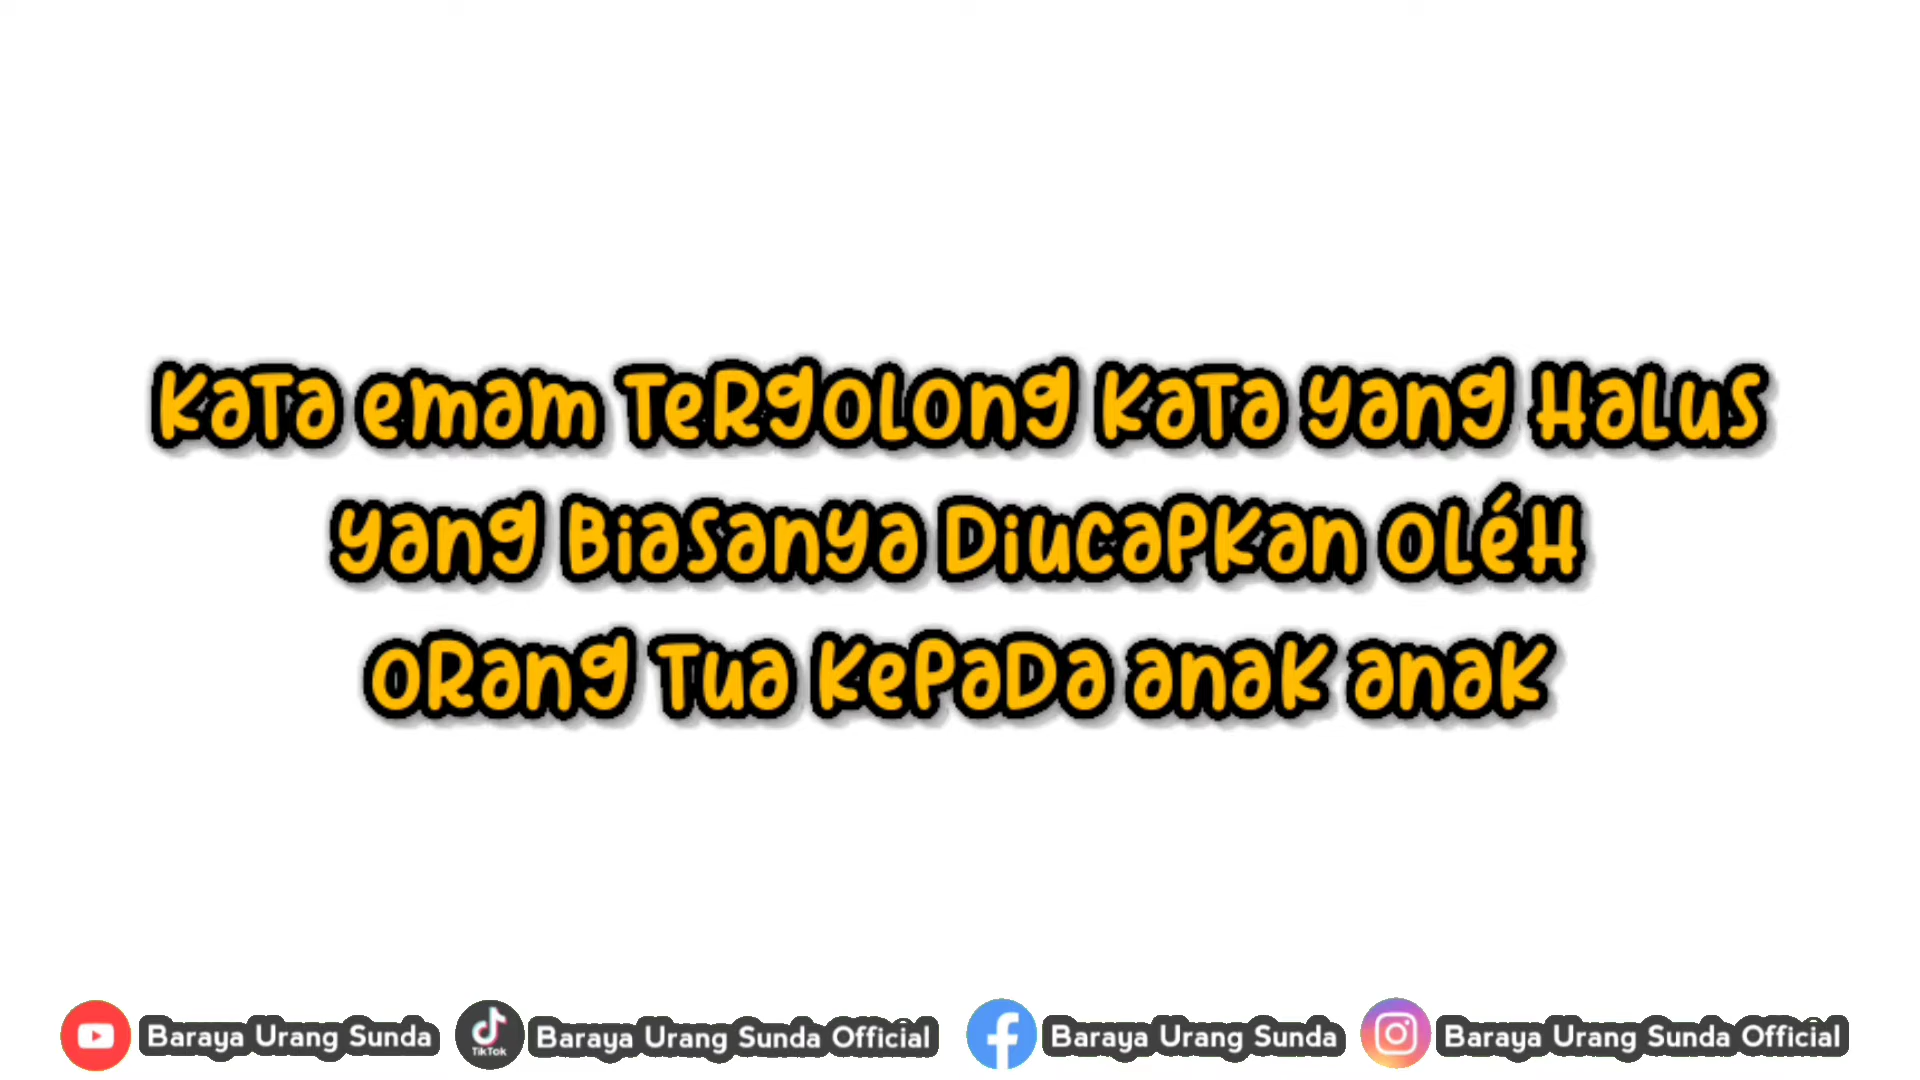 Kata emam tergolong kata yang halus
yang biasanya diucapkan oléh
orang tua kepada anak anak
Baraya Urang Sunda
TikTok
Baraya Urang Sunda Official
Baraya Urang Sunda
Baraya Urang Sunda Official